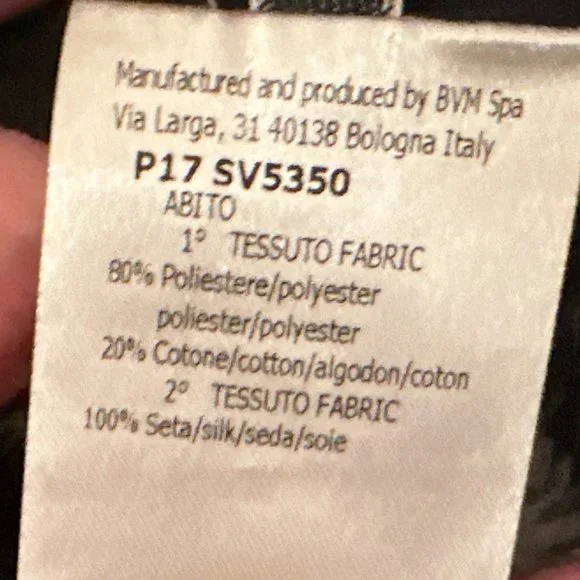 Manufactured and produced by BVM Spa
Via Larga, 31 40138 Bologna Italy
P17 SV5350
ABITO
1° TESSUTO FABRIC
80% Poliestere/polyester
poliester/polyester
20% Cotone/cotton/algodon/coton
2° TESSUTO FABRIC
100% Seta/silk/seda/soie